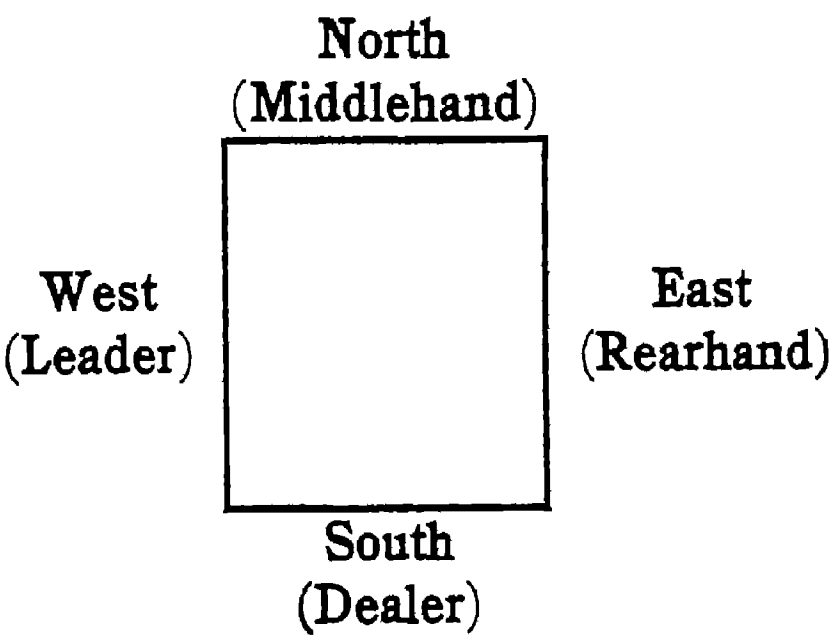 North
(Middlehand)
West
(Leader)
East
(Rearhand)
South
(Dealer)